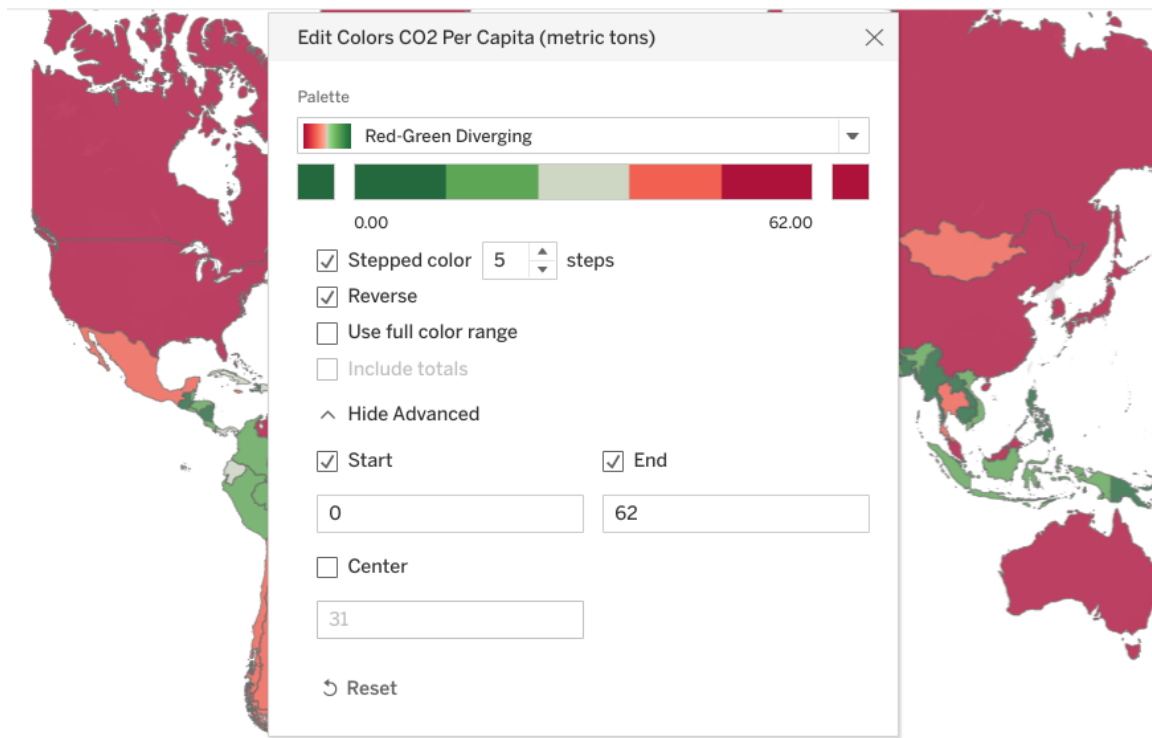 Edit Colors CO2 Per Capita (metric tons)
Palette
Red-Green Diverging
0.00 62.00
Stepped color 5 steps
Reverse
Use full color range
Include totals
Hide Advanced
Start End
0 62
Center
31
Reset